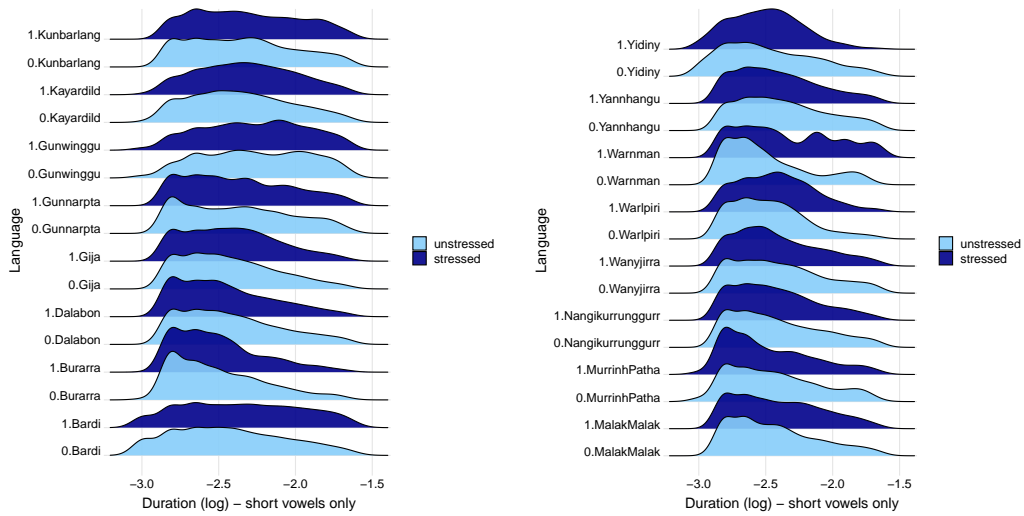 1.Kunbarlang
0.Kunbarlang
1.Kayardild
0.Kayardild
1.Gunwinggu
0.Gunwinggu
1.Gunnarpta
0.Gunnarpta
1.Gija
0.Gija
1.Dalabon
0.Dalabon
1.Burarra
0.Burarra
1.Bardi
0.Bardi
Language
−3.0 −2.5 −2.0 −1.5
Duration (log) − short vowels only
unstressed
stressed
1.Yidiny
0.Yidiny
1.Yannhangu
0.Yannhangu
1.Warnman
0.Warnman
1.Warlpiri
0.Warlpiri
1.Wanyjirra
0.Wanyjirra
1.Nangikurrunggurr
0.Nangikurrunggurr
1.MurrinhPatha
0.MurrinhPatha
1.MalakMalak
0.MalakMalak
Language
−3.0 −2.5 −2.0 −1.5
Duration (log) − short vowels only
unstressed
stressed